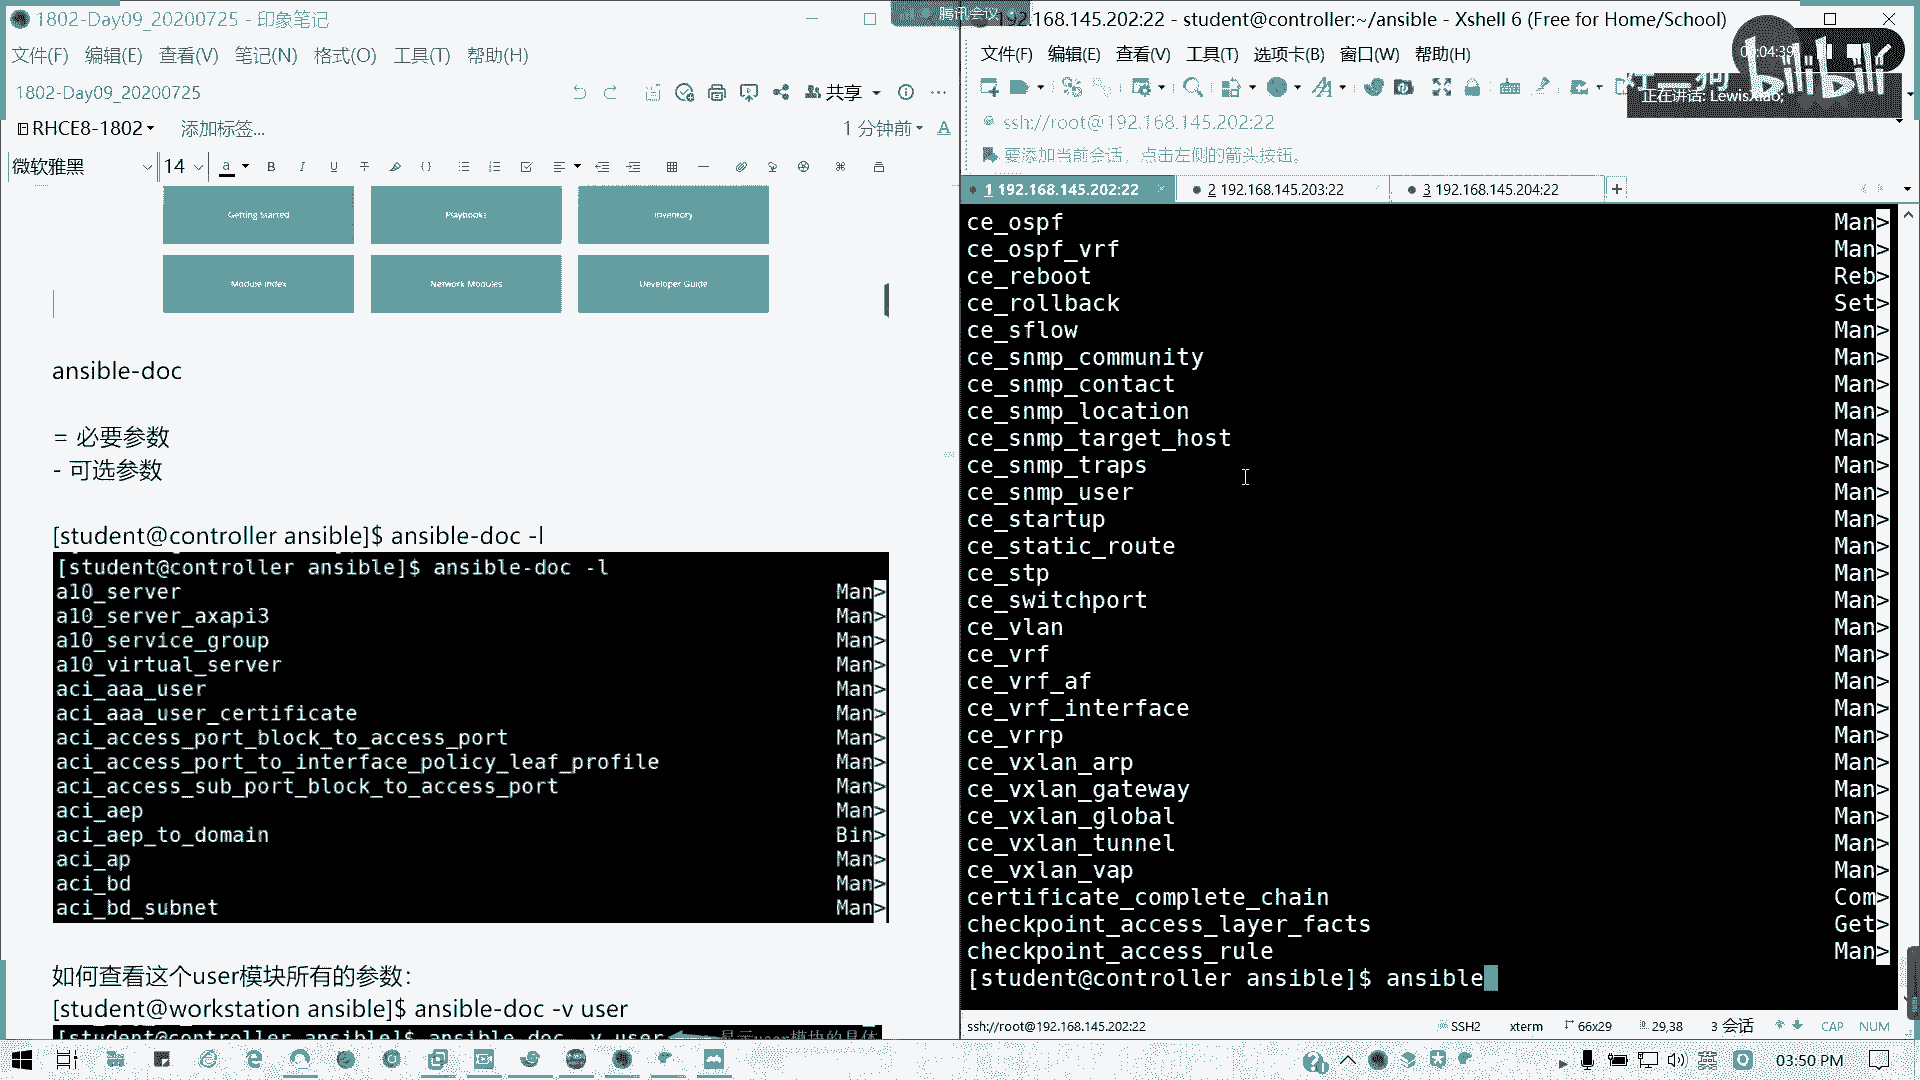 1802-Day09_20200725 - 印象笔记
文件(F) 编辑(E) 查看(V) 笔记(N) 格式(O) 工具(T) 帮助(H)
1802-Day09_20200725
共享
RHCE8-1802
添加标签...
1 分钟前
微软雅黑
14
Getting Started
Playbooks
Inventory
Module Index
Network Modules
Developer Guide
ansible-doc
= 必要参数
- 可选参数
[student@controller ansible]$ ansible-doc -l
[student@controller ansible]$ ansible-doc -l
a10_server Man>
a10_server_axapi3 Man>
a10_service_group Man>
a10_virtual_server Man>
aci_aaa_user Man>
aci_aaa_user_certificate Man>
aci_access_port_block_to_access_port Man>
aci_access_port_to_interface_policy_leaf_profile Man>
aci_access_sub_port_block_to_access_port Man>
aci_aep Man>
aci_aep_to_domain Bin>
aci_ap Man>
aci_bd Man>
aci_bd_subnet Man>
如何查看这个user模块所有的参数：
[student@workstation ansible]$ ansible-doc -v user
[student@controller ansible]$ ansible-doc -v user
腾讯会议
192.168.145.202:22 - student@controller:~/ansible - Xshell 6 (Free for Home/School)
文件(F) 编辑(E) 查看(V) 工具(T) 选项卡(B) 窗口(W) 帮助(H)
bilibili
正在讲话: LewisXiao;
ssh://root@192.168.145.202:22
要添加当前会话，点击左侧的箭头按钮。
1 192.168.145.202:22
2 192.168.145.203:22
3 192.168.145.204:22
ce_ospf Man>
ce_ospf_vrf Man>
ce_reboot Reb>
ce_rollback Set>
ce_sflow Man>
ce_snmp_community Man>
ce_snmp_contact Man>
ce_snmp_location Man>
ce_snmp_target_host Man>
ce_snmp_traps Man>
ce_snmp_user Man>
ce_startup Man>
ce_static_route Man>
ce_stp Man>
ce_switchport Man>
ce_vlan Man>
ce_vrf Man>
ce_vrf_af Man>
ce_vrf_interface Man>
ce_vrrp Man>
ce_vxlan_arp Man>
ce_vxlan_gateway Man>
ce_vxlan_global Man>
ce_vxlan_tunnel Man>
ce_vxlan_vap Man>
certificate_complete_chain Com>
checkpoint_access_layer_facts Get>
checkpoint_access_rule Man>
[student@controller ansible]$ ansible
ssh://root@192.168.145.202:22
SSH2
xterm
66x29
29,38
3 会话
CAP NUM
03:50 PM